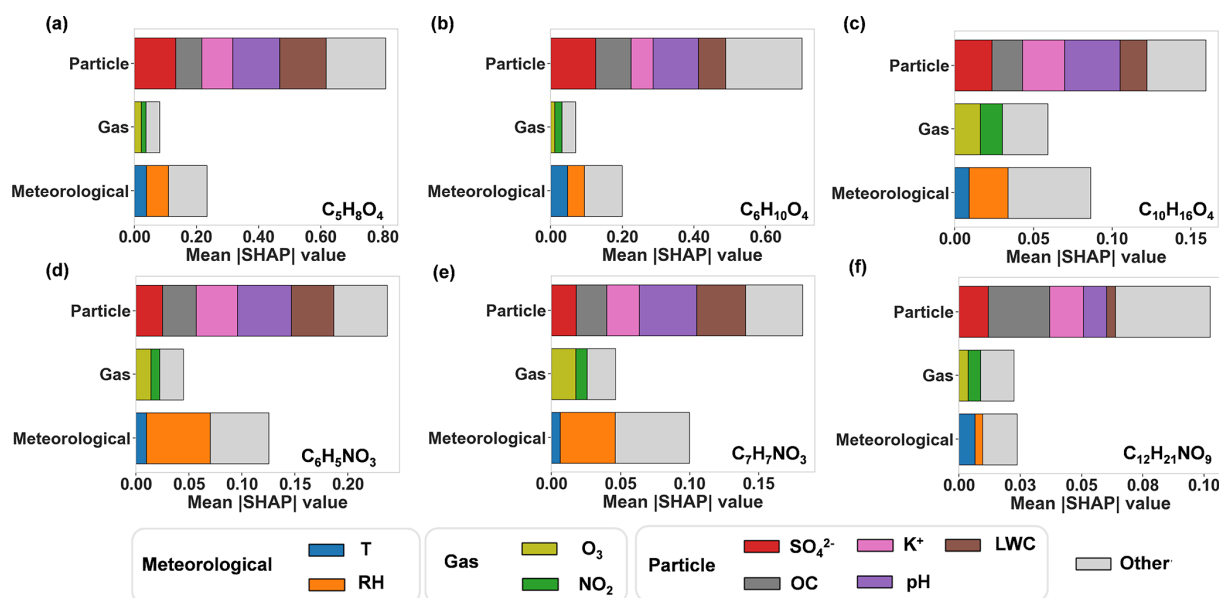 (a)
Particle
Gas
Meteorological
C₅H₈O₄
0.00 0.20 0.40 0.60 0.80
Mean |SHAP| value
(b)
Particle
Gas
Meteorological
C₆H₁₀O₄
0.00 0.20 0.40 0.60
Mean |SHAP| value
(c)
Particle
Gas
Meteorological
C₁₀H₁₆O₄
0.00 0.05 0.10 0.15
Mean |SHAP| value
(d)
Particle
Gas
Meteorological
C₆H₅NO₃
0.00 0.05 0.10 0.15 0.20
Mean |SHAP| value
(e)
Particle
Gas
Meteorological
C₇H₇NO₃
0.00 0.05 0.10 0.15
Mean |SHAP| value
(f)
Particle
Gas
Meteorological
C₁₂H₂₁NO₉
0.00 0.03 0.05 0.08 0.10
Mean |SHAP| value
Meteorological
T
RH
Gas
O₃
NO₂
Particle
SO₄²⁻ K⁺ LWC
OC pH
Other